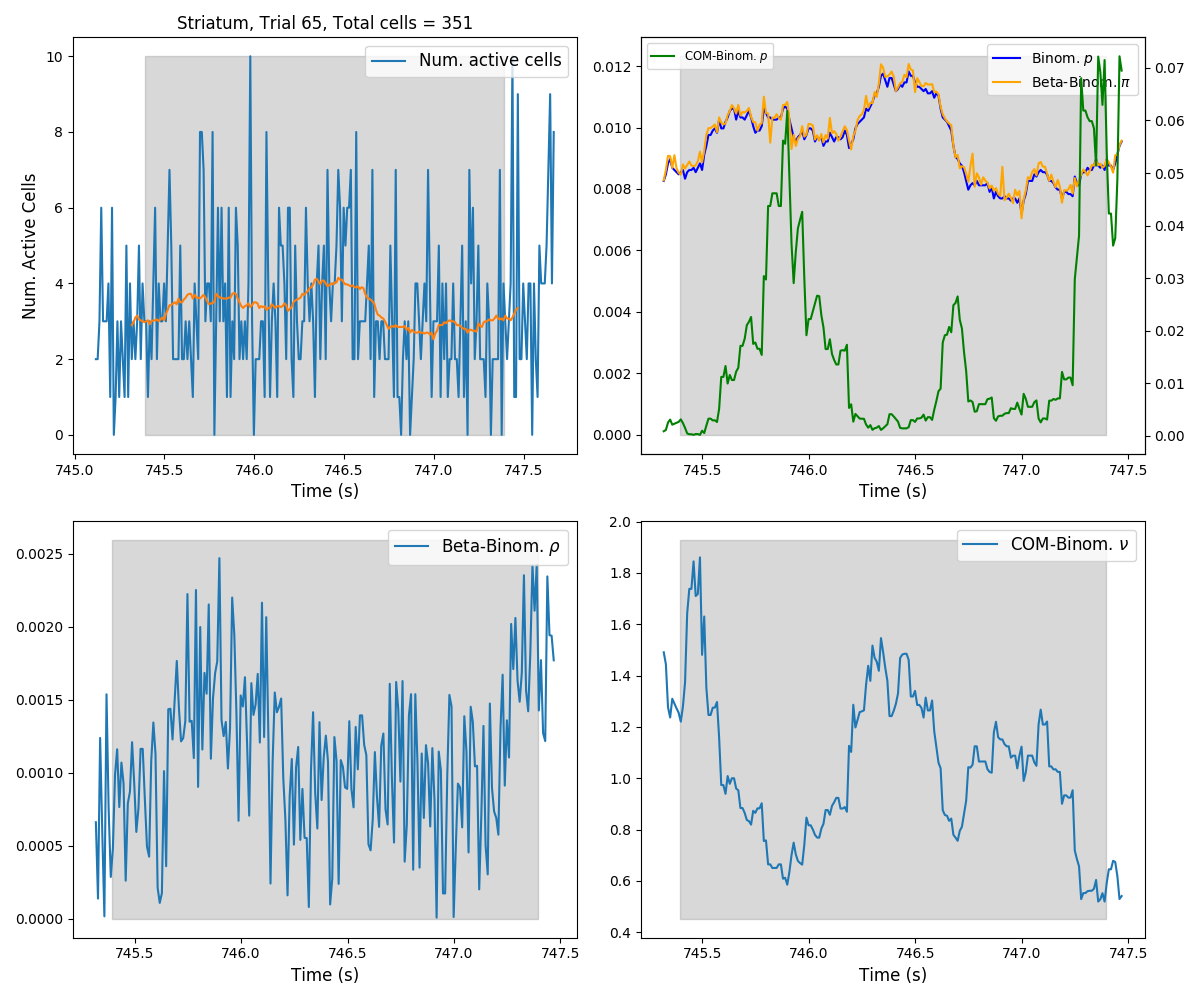 Striatum, Trial 65, Total cells = 351
Num. active cells
Num. Active Cells
10
8
6
4
2
0
745.0 745.5 746.0 746.5 747.0 747.5
Time (s)
COM-Binom. p
Binom. p
Beta-Binom. π
0.012
0.010
0.008
0.006
0.004
0.002
0.000
0.07
0.06
0.05
0.04
0.03
0.02
0.01
0.00
745.5 746.0 746.5 747.0 747.5
Time (s)
Beta-Binom. ρ
0.0025
0.0020
0.0015
0.0010
0.0005
0.0000
745.5 746.0 746.5 747.0 747.5
Time (s)
COM-Binom. ν
2.0
1.8
1.6
1.4
1.2
1.0
0.8
0.6
0.4
745.5 746.0 746.5 747.0 747.5
Time (s)